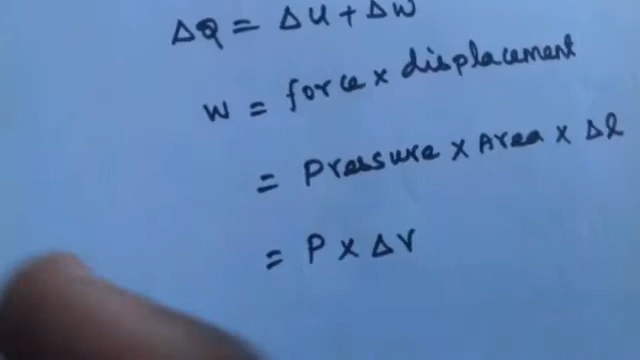 ΔQ = ΔU + ΔW
W = force × displacement
= Pressure × Area × Δl
= P × ΔV